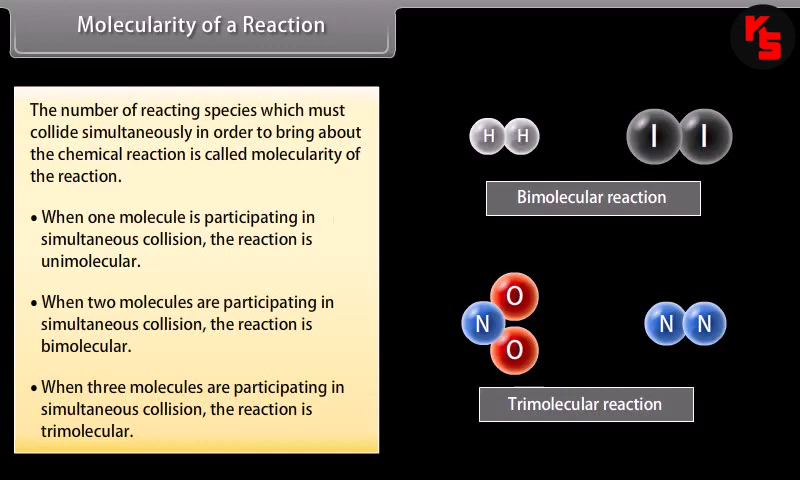 Molecularity of a Reaction
KS
The number of reacting species which must
collide simultaneously in order to bring about
the chemical reaction is called molecularity of
the reaction.
• When one molecule is participating in
simultaneous collision, the reaction is
unimolecular.
• When two molecules are participating in
simultaneous collision, the reaction is
bimolecular.
• When three molecules are participating in
simultaneous collision, the reaction is
trimolecular.
H H I I
Bimolecular reaction
O
N N N
O
Trimolecular reaction